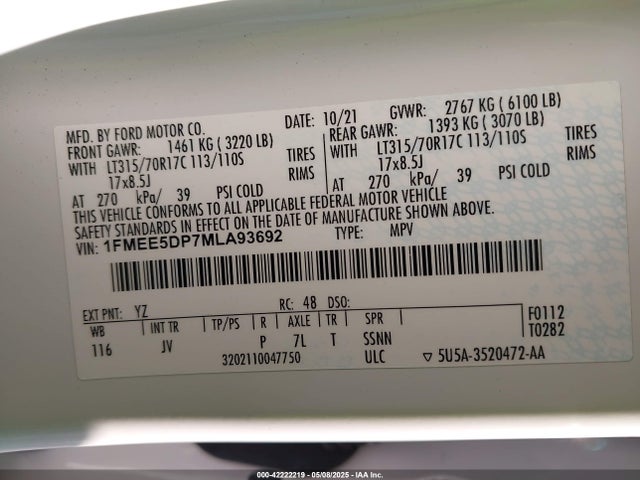 MFD. BY FORD MOTOR CO. DATE: 10/21 GVWR: 2767 KG ( 6100 LB)
FRONT GAWR: 1461 KG ( 3220 LB) REAR GAWR: 1393 KG ( 3070 LB)
WITH LT315/70R17C 113/110S TIRES WITH LT315/70R17C 113/110S TIRES
17x8.5J RIMS 17x8.5J RIMS
AT 270 kPa/ 39 PSI COLD AT 270 kPa/ 39 PSI COLD
THIS VEHICLE CONFORMS TO ALL APPLICABLE FEDERAL MOTOR VEHICLE
SAFETY STANDARDS IN EFFECT ON THE DATE OF MANUFACTURE SHOWN ABOVE.
VIN: 1FMEE5DP7MLA93692 TYPE: MPV
EXT PNT: YZ RC: 48 DSO: F0112
WB INT TR TP/PS R AXLE TR SPR T0282
116 JV P 7L T SSNN
3202110047750 ULC ▽ 5U5A-3520472-AA
000-42222219 - 05/08/2025 - IAA Inc.